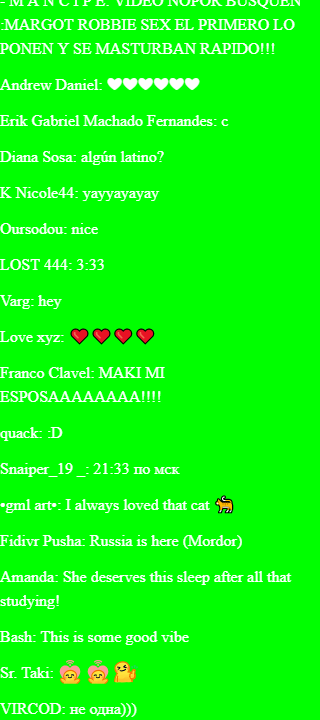 - M A N C I P E: VIDEO NOPOR BUSQUEN
:MARGOT ROBBIE SEX EL PRIMERO LO
PONEN Y SE MASTURBAN RAPIDO!!!
Andrew Daniel: 🤍🤍🤍🤍🤍🤍
Erik Gabriel Machado Fernandes: c
Diana Sosa: algún latino?
K Nicole44: yayyayayay
Oursodou: nice
LOST 444: 3:33
Varg: hey
Love xyz: ❤️ ❤️ ❤️ ❤️
Franco Clavel: MAKI MI
ESPOSAAAAAAAA!!!!
quack: :D
Snaiper_19 _: 21:33 по мск
•gml art•: I always loved that cat 🐈
Fidivr Pusha: Russia is here (Mordor)
Amanda: She deserves this sleep after all that
studying!
Bash: This is some good vibe
Sr. Taki:
VIRCOD: не одна)))